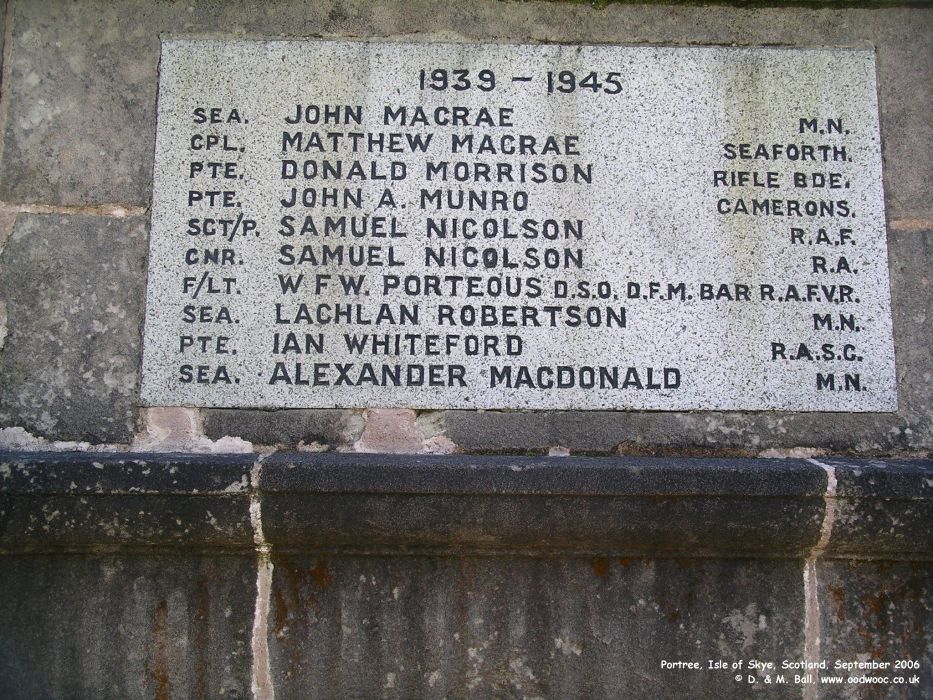 1939 - 1945
SEA. JOHN MACRAE M.N.
CPL. MATTHEW MACRAE SEAFORTH.
PTE. DONALD MORRISON RIFLE BDE.
PTE. JOHN A. MUNRO CAMERONS.
SGT/P. SAMUEL NICOLSON R.A.F.
GNR. SAMUEL NICOLSON R.A.
F/LT. W F W. PORTEOUS D.S.O. D.F.M. BAR R.A.F.V.R.
SEA. LACHLAN ROBERTSON M.N.
PTE. IAN WHITEFORD R.A.S.C.
SEA. ALEXANDER MACDONALD M.N.
Portree, Isle of Skye, Scotland, September 2006
© D. & M. Ball, www.oodwooc.co.uk